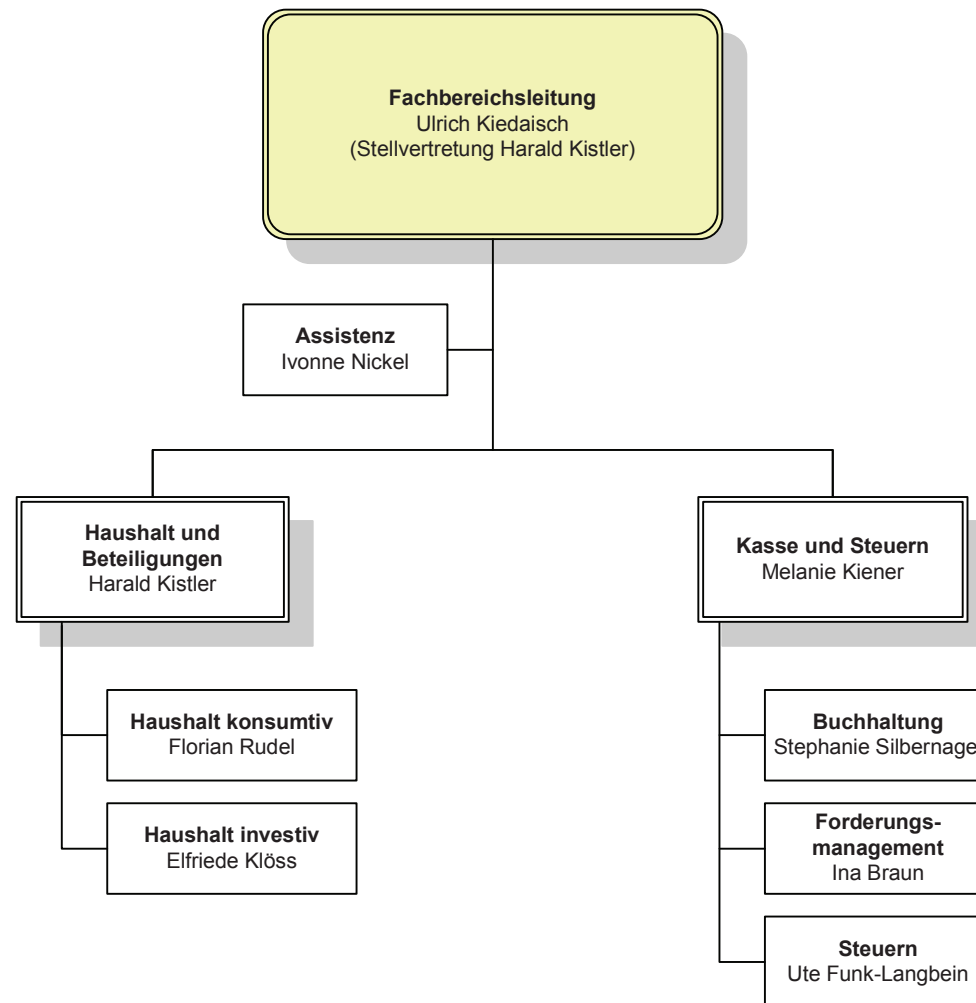 Fachbereichsleitung
Ulrich Kiedaisch
(Stellvertretung Harald Kistler)
Assistenz
Ivonne Nickel
Haushalt und
Beteiligungen
Harald Kistler
Kasse und Steuern
Melanie Kiener
Haushalt konsumtiv
Florian Rudel
Haushalt investiv
Elfriede Klöss
Buchhaltung
Stephanie Silbernage
Forderungs-
management
Ina Braun
Steuern
Ute Funk-Langbein